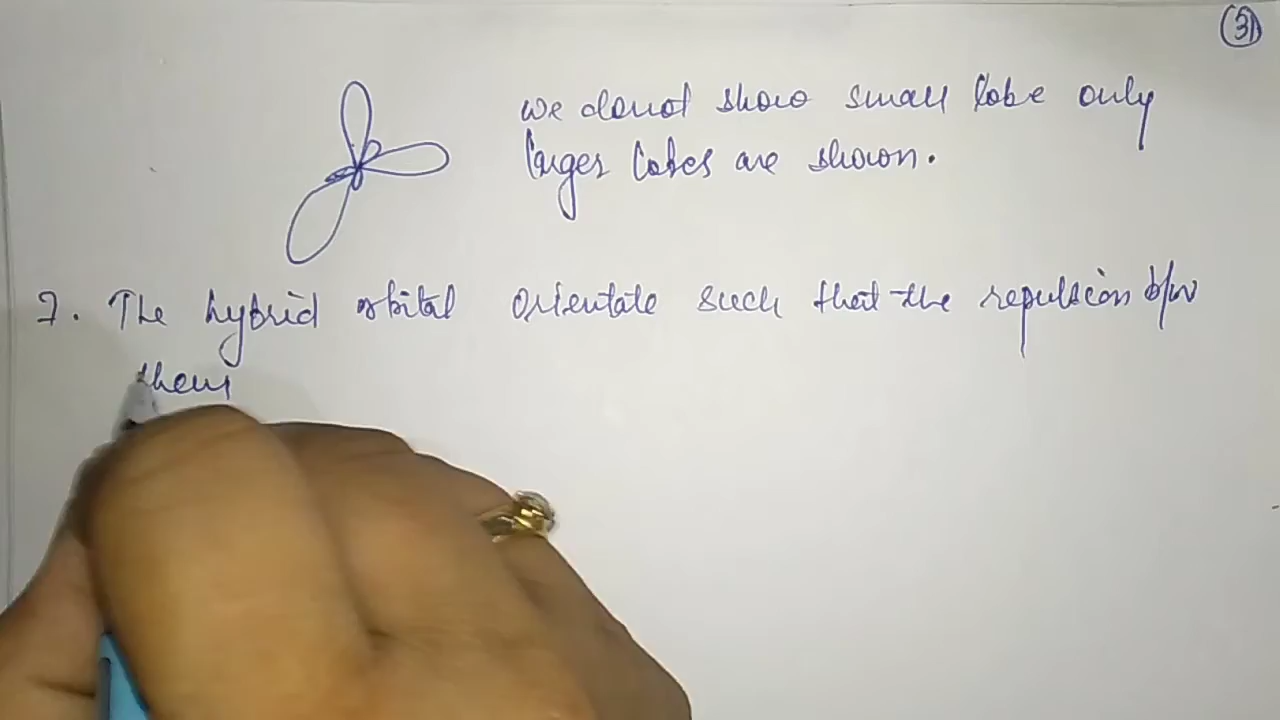 3
we donot show small lobe only
larger lobes are shown.
7. The hybrid orbital orientate such that the repulsion b/w
them